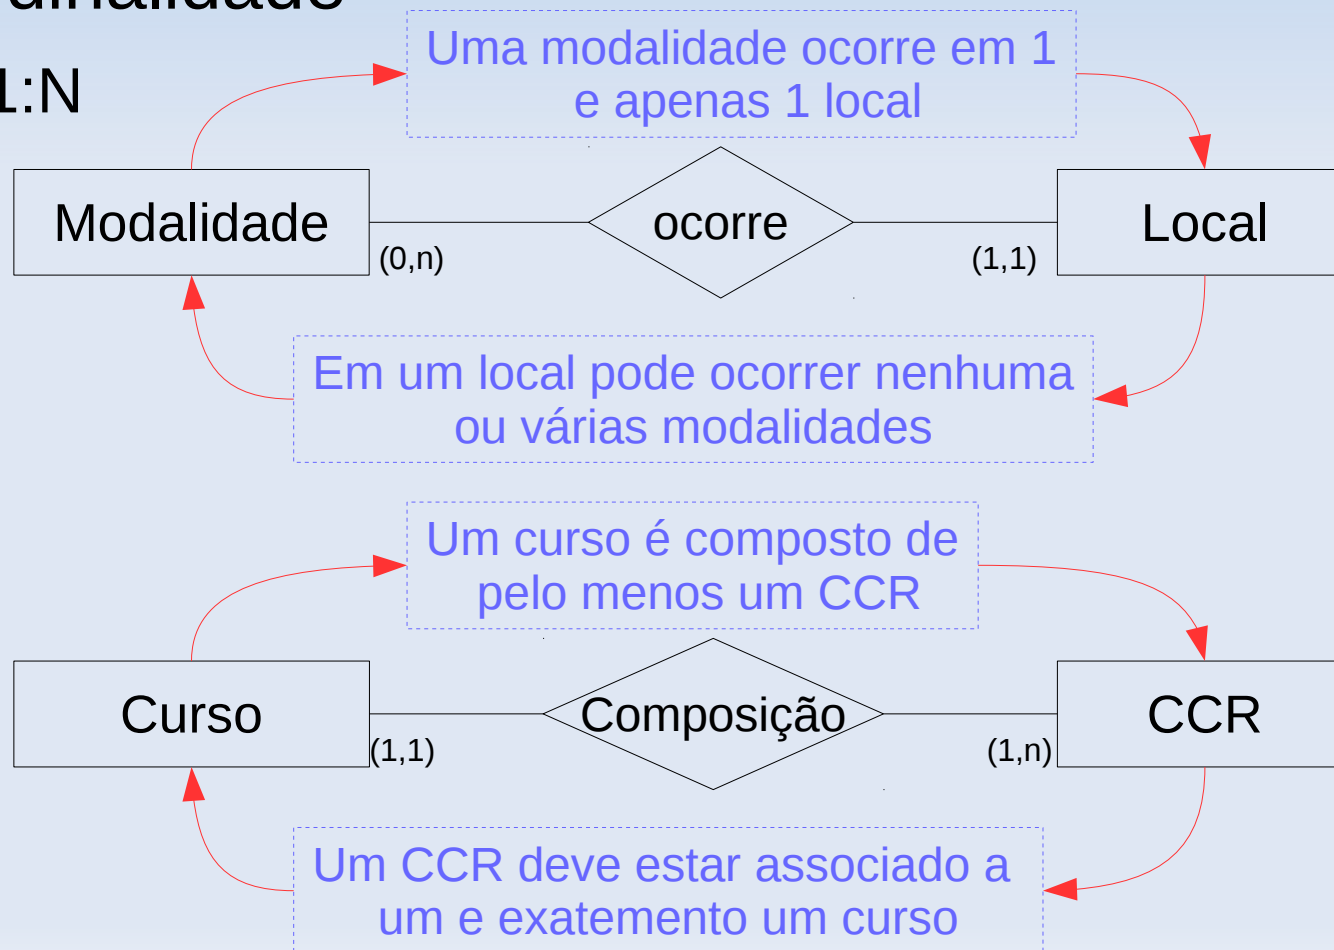 1:N
Uma modalidade ocorre em 1
e apenas 1 local
Modalidade
ocorre
Local
(0,n)
(1,1)
Em um local pode ocorrer nenhuma
ou várias modalidades
Um curso é composto de
pelo menos um CCR
Curso
Composição
CCR
(1,1)
(1,n)
Um CCR deve estar associado a
um e exatemento um curso